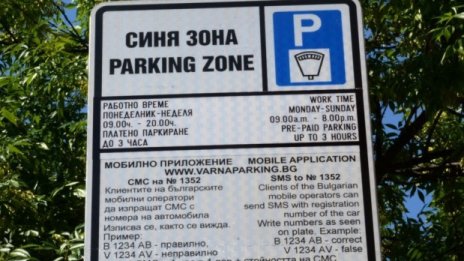 СИНЯ ЗОНА
PARKING ZONE
P
РАБОТНО ВРЕМЕ
ПОНЕДЕЛНИК-НЕДЕЛЯ
09.00ч. - 20.00ч.
ПЛАТЕНО ПАРКИРАНЕ
ДО 3 ЧАСА
WORK TIME
MONDAY-SUNDAY
09.00a.m. - 8.00p.m.
PRE-PAID PARKING
UP TO 3 HOURS
МОБИЛНО ПРИЛОЖЕНИЕ MOBILE APPLICATION
WWW.VARNAPARKING.BG
СМС на № 1352
Клиентите на българските
мобилни оператори
да изпращат СМС с
номера на автомобила
Изписва се, както се вижда.
Пример:
В 1234 АВ - правилно,
V 1234 AV - неправилно
SMS to № 1352
Clients of the Bulgarian
mobile operators can
send SMS with registration
number of the car
Write numbers as seen
on plate. Example:
B 1234 AB - correct
V 1234 AV - false
стойността на СМС